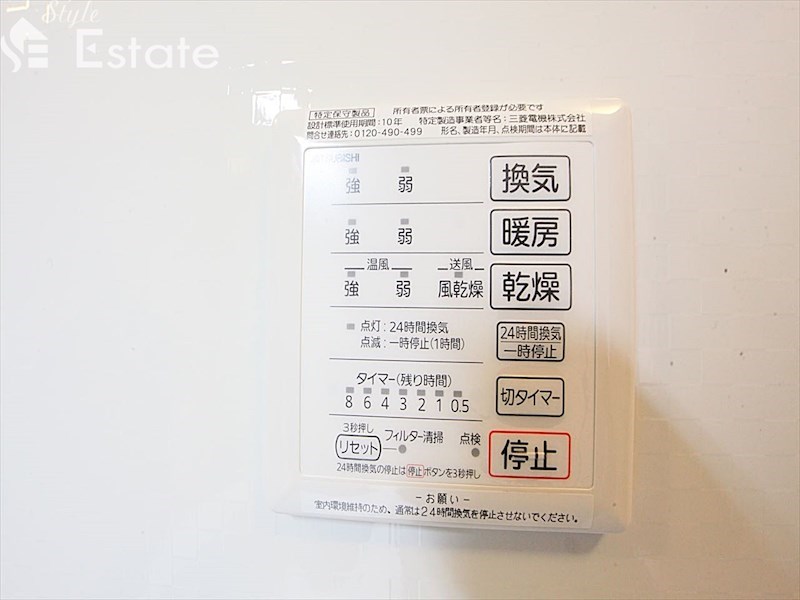 Style
Estate
特定保守製品 所有者票による所有者登録が必要です
設計標準使用期間:10年 特定製造事業者等名:三菱電機株式会社
問合せ連絡先:0120-490-499 形名、製造年月、点検期間は本体に記載
MITSUBISHI
強 弱 換気
強 弱 暖房
温風 送風
強 弱 風乾燥 乾燥
点灯:24時間換気
点滅:一時停止(1時間)
24時間換気
一時停止
タイマー(残り時間)
8 6 4 3 2 1 0.5
切タイマー
3秒押し
リセット フィルター清掃 点検
停止
24時間換気の停止は停止ボタンを3秒押し
-お願い-
室内環境維持のため、通常は24時間換気を停止させないでください。